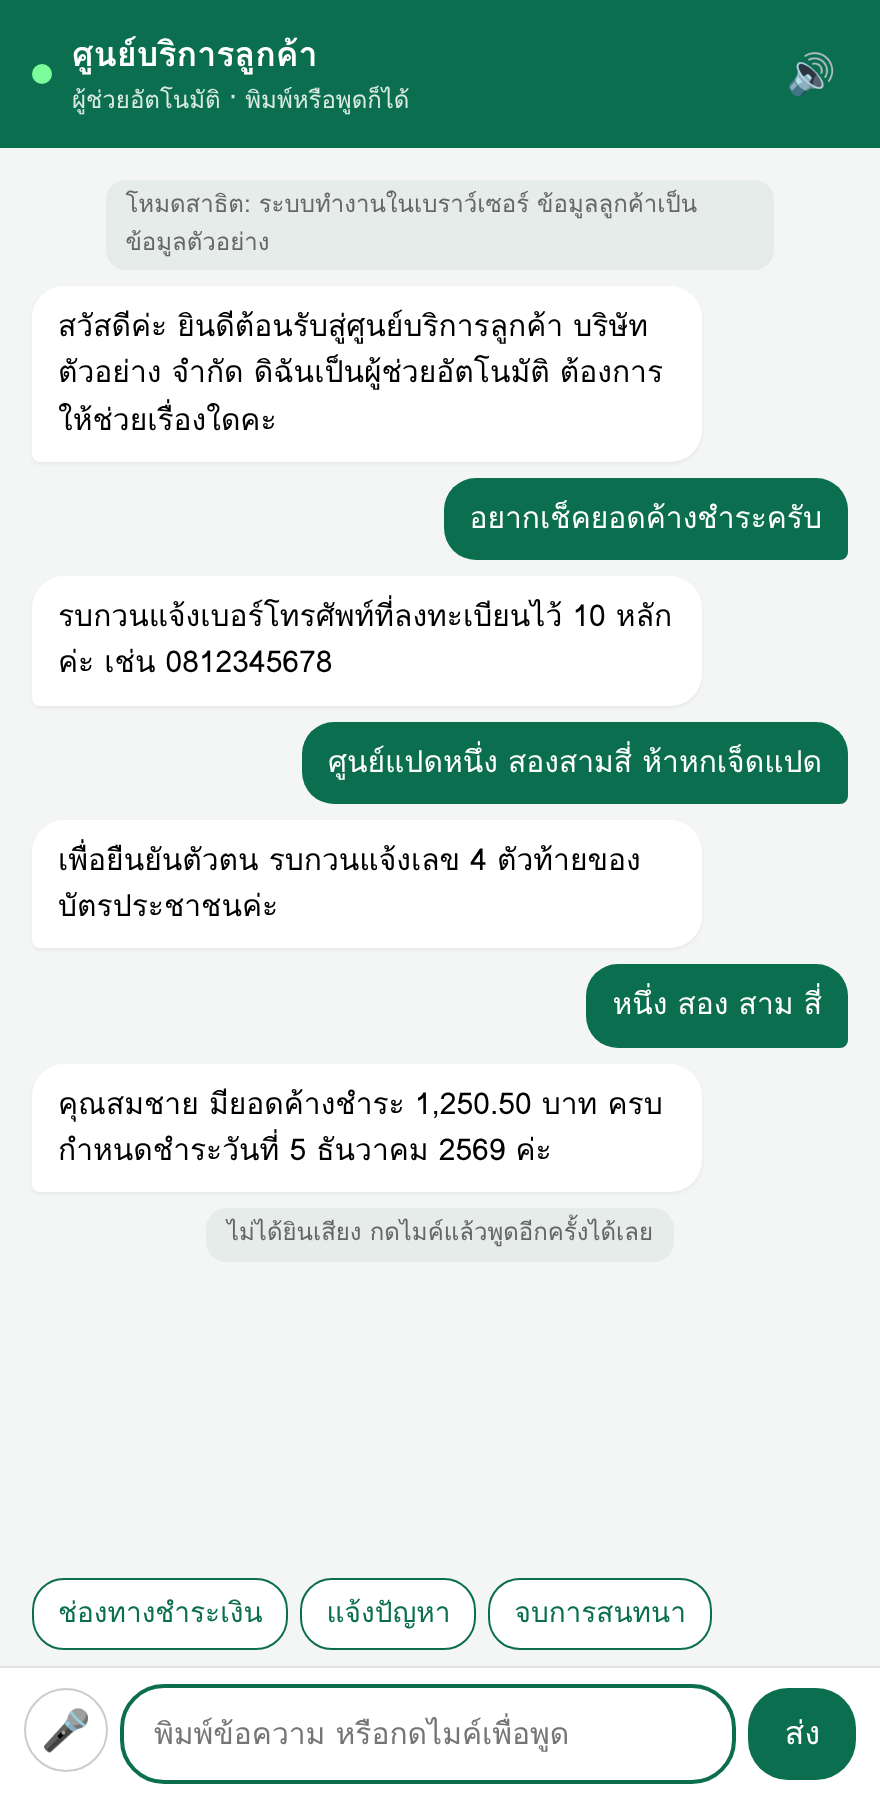 ศูนย์บริการลูกค้า
ผู้ช่วยอัตโนมัติ · พิมพ์หรือพูดก็ได้
โหมดสาธิต: ระบบทำงานในเบราว์เซอร์ ข้อมูลลูกค้าเป็น
ข้อมูลตัวอย่าง
สวัสดีค่ะ ยินดีต้อนรับสู่ศูนย์บริการลูกค้า บริษัท
ตัวอย่าง จำกัด ดิฉันเป็นผู้ช่วยอัตโนมัติ ต้องการ
ให้ช่วยเรื่องใดคะ
อยากเช็คยอดค้างชำระครับ
รบกวนแจ้งเบอร์โทรศัพท์ที่ลงทะเบียนไว้ 10 หลัก
ค่ะ เช่น 0812345678
ศูนย์แปดหนึ่ง สองสามสี่ ห้าหกเจ็ดแปด
เพื่อยืนยันตัวตน รบกวนแจ้งเลข 4 ตัวท้ายของ
บัตรประชาชนค่ะ
หนึ่ง สอง สาม สี่
คุณสมชาย มียอดค้างชำระ 1,250.50 บาท ครบ
กำหนดชำระวันที่ 5 ธันวาคม 2569 ค่ะ
ไม่ได้ยินเสียง กดไมค์แล้วพูดอีกครั้งได้เลย
ช่องทางชำระเงิน แจ้งปัญหา จบการสนทนา
พิมพ์ข้อความ หรือกดไมค์เพื่อพูด ส่ง